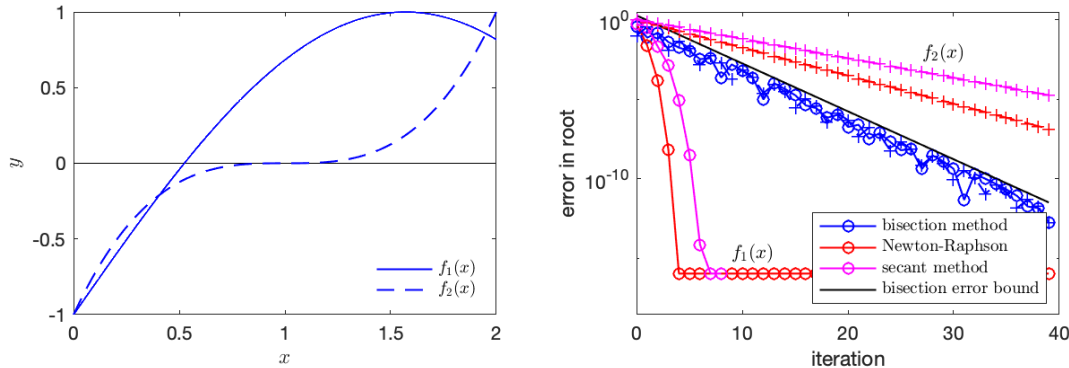 1
0.5
0
-0.5
-1
y
0
0.5
1
1.5
2
x
f₁(x)
f₂(x)
10⁰
10⁻⁵
10⁻¹⁰
error in root
0
10
20
30
40
iteration
f₂(x)
f₁(x)
bisection method
Newton-Raphson
secant method
bisection error bound